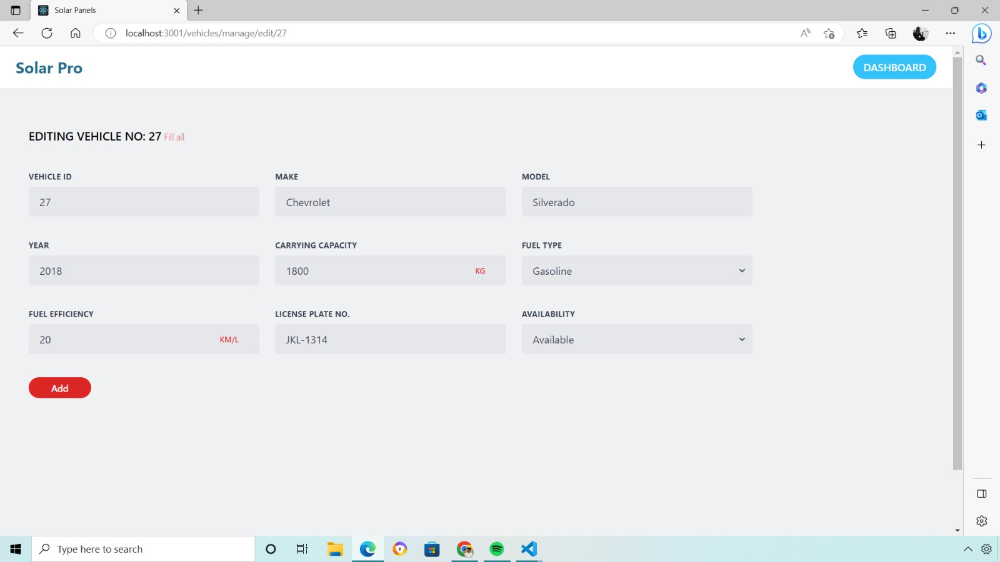 Solar Panels
localhost:3001/vehicles/manage/edit/27
Solar Pro
DASHBOARD
EDITING VEHICLE NO: 27 Fill all
VEHICLE ID
MAKE
MODEL
27
Chevrolet
Silverado
YEAR
CARRYING CAPACITY
FUEL TYPE
2018
1800 KG
Gasoline
FUEL EFFICIENCY
LICENSE PLATE NO.
AVAILABILITY
20 KM/L
JKL-1314
Available
Add
Type here to search